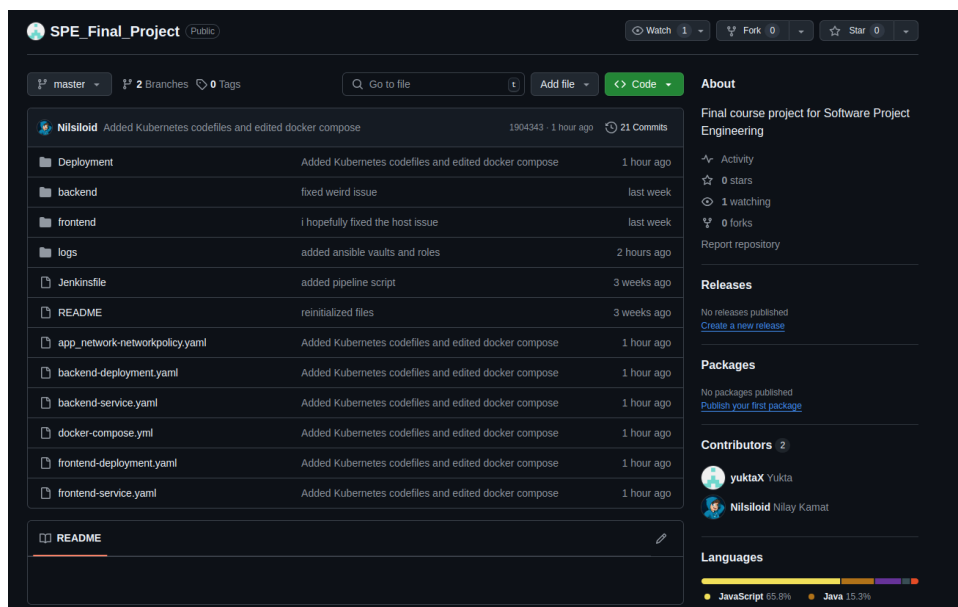 SPE_Final_Project Public
Watch 1 Fork 0 Star 0
master 2 Branches 0 Tags Go to file t Add file Code
Nilsiloid Added Kubernetes codefiles and edited docker compose 1904343 · 1 hour ago 21 Commits
Deployment Added Kubernetes codefiles and edited docker compose 1 hour ago
backend fixed weird issue last week
frontend i hopefully fixed the host issue last week
logs added ansible vaults and roles 2 hours ago
Jenkinsfile added pipeline script 3 weeks ago
README reinitialized files 3 weeks ago
app_network-networkpolicy.yaml Added Kubernetes codefiles and edited docker compose 1 hour ago
backend-deployment.yaml Added Kubernetes codefiles and edited docker compose 1 hour ago
backend-service.yaml Added Kubernetes codefiles and edited docker compose 1 hour ago
docker-compose.yml Added Kubernetes codefiles and edited docker compose 1 hour ago
frontend-deployment.yaml Added Kubernetes codefiles and edited docker compose 1 hour ago
frontend-service.yaml Added Kubernetes codefiles and edited docker compose 1 hour ago
README
About
Final course project for Software Project
Engineering
Activity
0 stars
1 watching
0 forks
Report repository
Releases
No releases published
Create a new release
Packages
No packages published
Publish your first package
Contributors 2
yuktaX Yukta
Nilsiloid Nilay Kamat
Languages
JavaScript 65.8% Java 15.3%